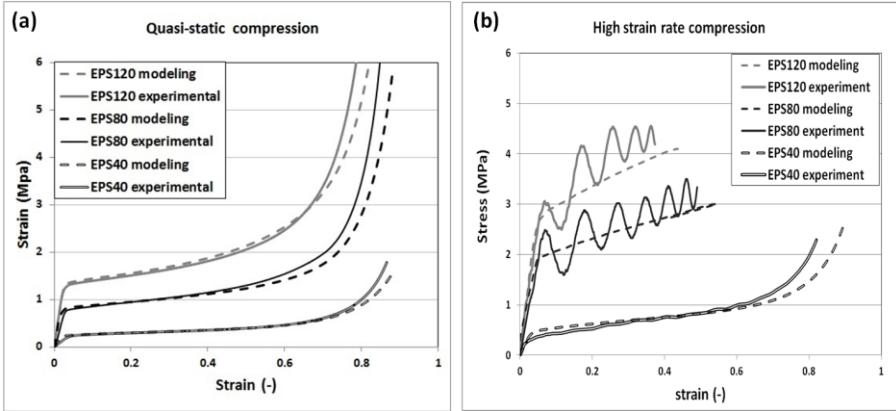 (a)
Quasi-static compression
6
5
4
3
2
1
0
Strain (Mpa)
EPS120 modeling
EPS120 experimental
EPS80 modeling
EPS80 experimental
EPS40 modeling
EPS40 experimental
0 0.2 0.4 0.6 0.8 1
Strain (-)
(b)
High strain rate compression
6
5
4
3
2
1
0
Stress (MPa)
EPS120 modeling
EPS120 experiment
EPS80 modeling
EPS80 experiment
EPS40 modeling
EPS40 experiment
0 0.2 0.4 0.6 0.8 1
strain (-)